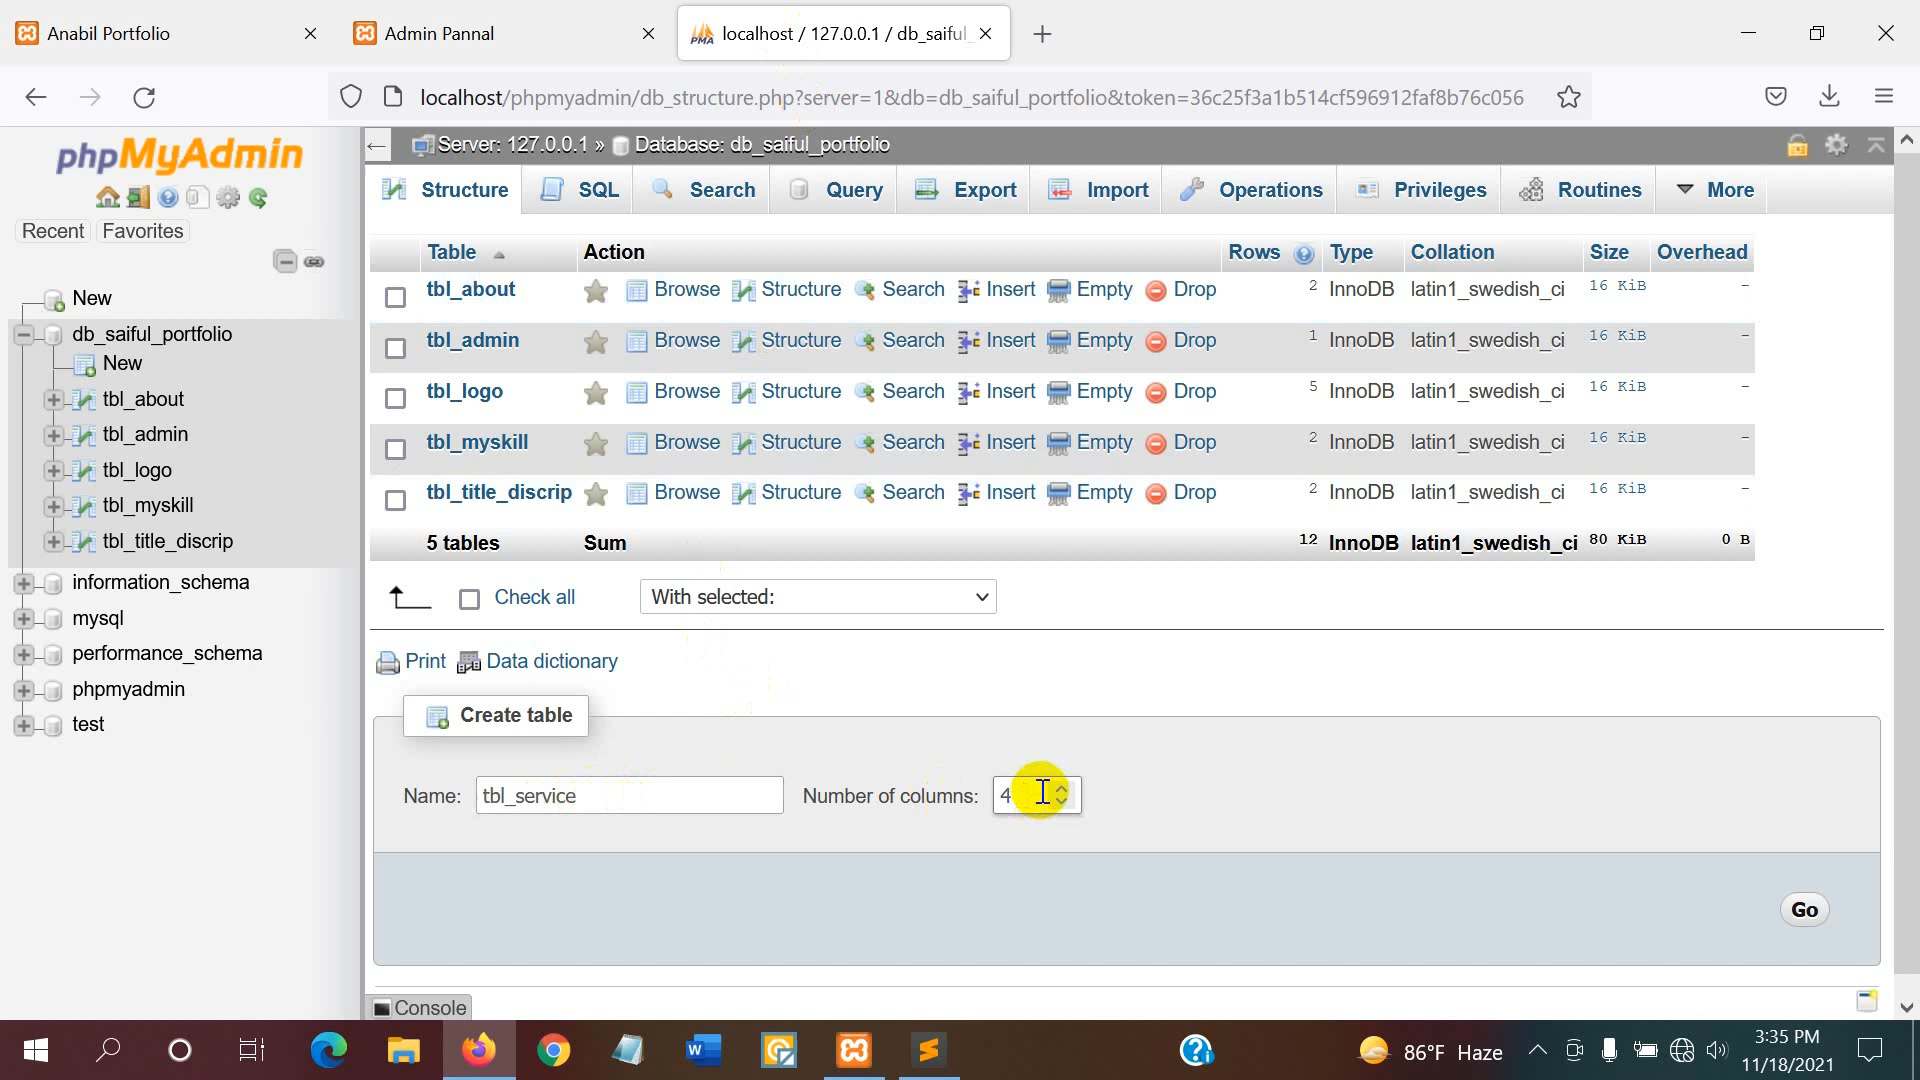 Anabil Portfolio
Admin Pannal
localhost / 127.0.0.1 / db_saiful_
localhost/phpmyadmin/db_structure.php?server=1&db=db_saiful_portfolio&token=36c25f3a1b514cf596912faf8b76c056
phpMyAdmin
Recent Favorites
New
db_saiful_portfolio
New
tbl_about
tbl_admin
tbl_logo
tbl_myskill
tbl_title_discrip
information_schema
mysql
performance_schema
phpmyadmin
test
Server: 127.0.0.1 » Database: db_saiful_portfolio
Structure SQL Search Query Export Import Operations Privileges Routines More
Table Action Rows Type Collation Size Overhead
tbl_about Browse Structure Search Insert Empty Drop 2 InnoDB latin1_swedish_ci 16 KiB -
tbl_admin Browse Structure Search Insert Empty Drop 1 InnoDB latin1_swedish_ci 16 KiB -
tbl_logo Browse Structure Search Insert Empty Drop 5 InnoDB latin1_swedish_ci 16 KiB -
tbl_myskill Browse Structure Search Insert Empty Drop 2 InnoDB latin1_swedish_ci 16 KiB -
tbl_title_discrip Browse Structure Search Insert Empty Drop 2 InnoDB latin1_swedish_ci 16 KiB -
5 tables Sum 12 InnoDB latin1_swedish_ci 80 KiB 0 B
Check all With selected:
Print Data dictionary
Create table
Name: tbl_service Number of columns: 4
Go
Console
86°F Haze
3:35 PM
11/18/2021